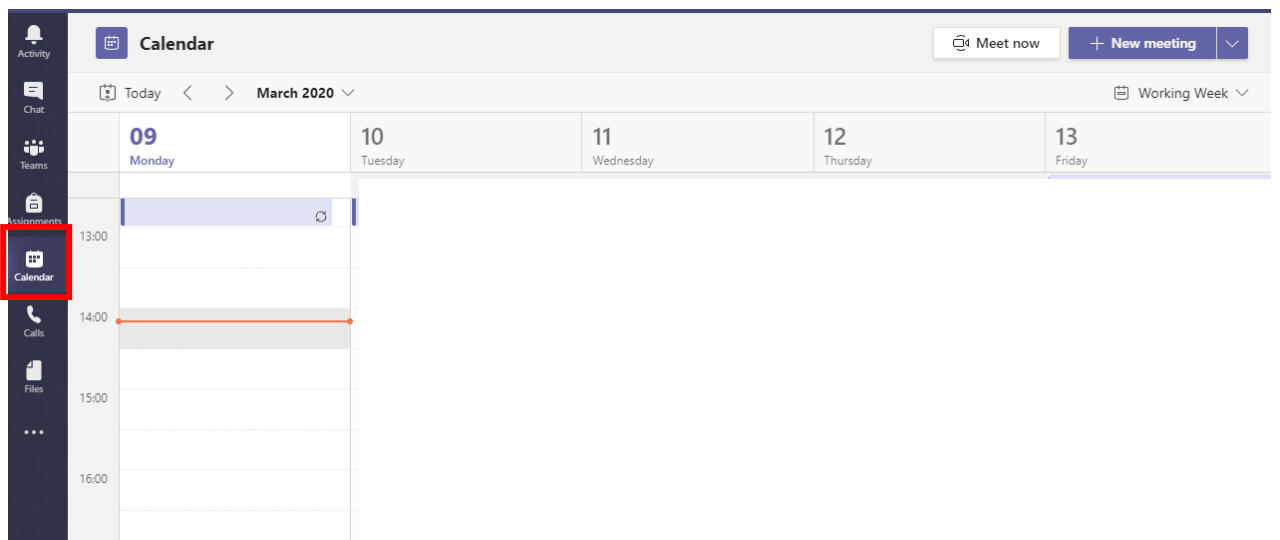 Activity
Chat
Teams
Assignments
Calendar
Calls
Files
Calendar
Meet now
New meeting
Today
March 2020
Working Week
09
Monday
10
Tuesday
11
Wednesday
12
Thursday
13
Friday
13:00
14:00
15:00
16:00